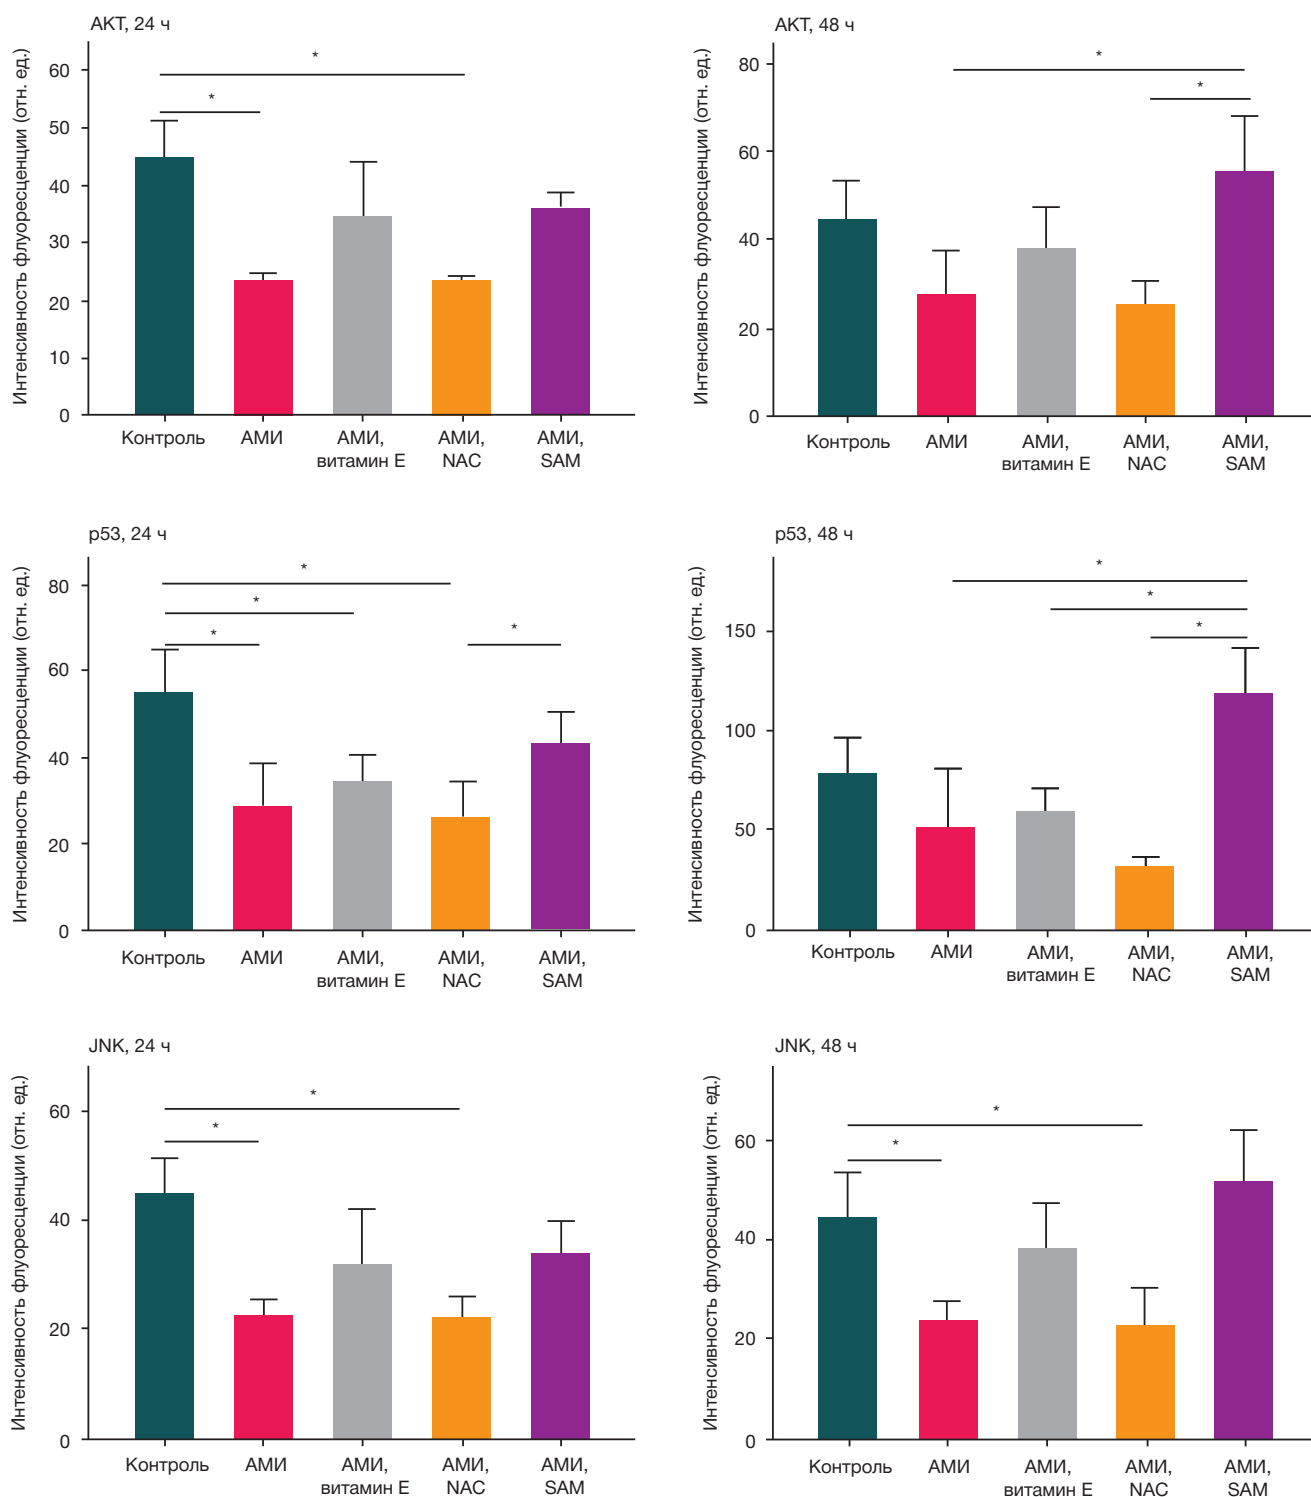 АКТ, 24 ч
Интенсивность флуоресценции (отн. ед.)
60
50
40
30
20
10
0
*
*
Контроль
АМИ
АМИ,
витамин Е
АМИ,
NAC
АМИ,
SAM
АКТ, 48 ч
Интенсивность флуоресценции (отн. ед.)
80
60
40
20
0
*
*
Контроль
АМИ
АМИ,
витамин Е
АМИ,
NAC
АМИ,
SAM
p53, 24 ч
Интенсивность флуоресценции (отн. ед.)
80
60
40
20
0
*
*
*
*
Контроль
АМИ
АМИ,
витамин Е
АМИ,
NAC
АМИ,
SAM
p53, 48 ч
Интенсивность флуоресценции (отн. ед.)
150
100
50
0
*
*
*
Контроль
АМИ
АМИ,
витамин Е
АМИ,
NAC
АМИ,
SAM
JNK, 24 ч
Интенсивность флуоресценции (отн. ед.)
60
40
20
0
*
*
Контроль
АМИ
АМИ,
витамин Е
АМИ,
NAC
АМИ,
SAM
JNK, 48 ч
Интенсивность флуоресценции (отн. ед.)
60
40
20
0
*
*
Контроль
АМИ
АМИ,
витамин Е
АМИ,
NAC
АМИ,
SAM